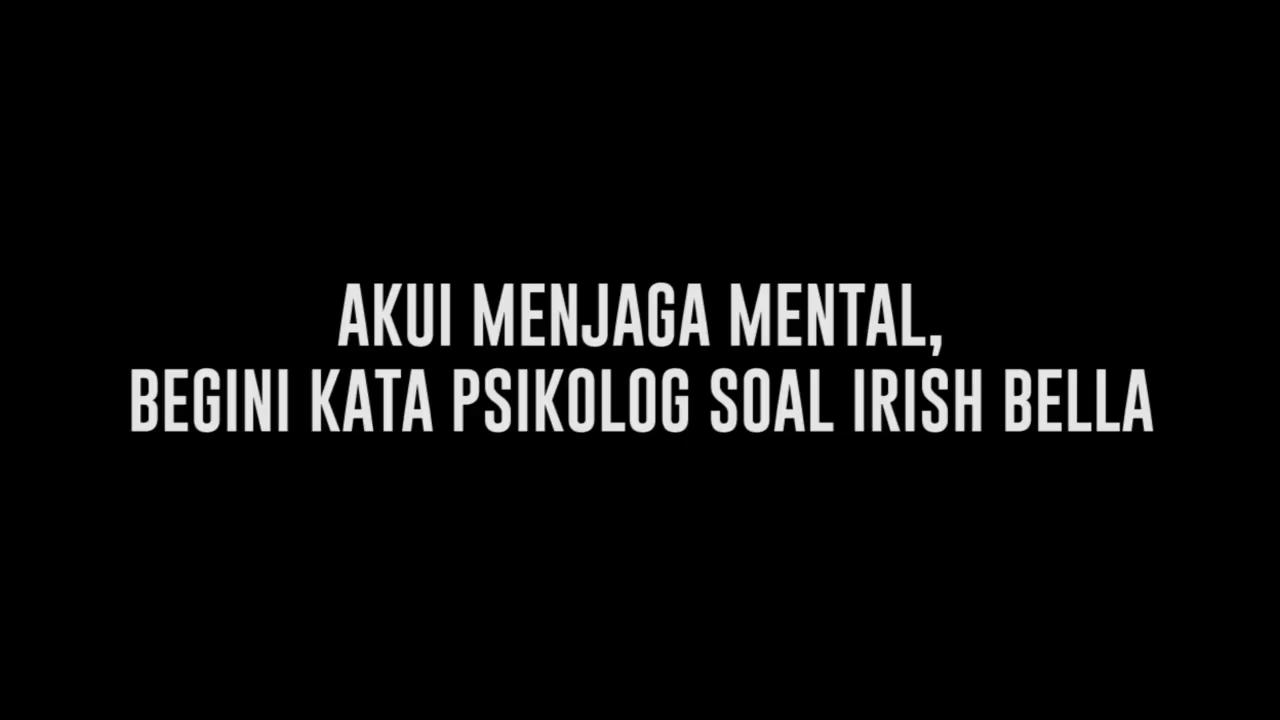 AKUI MENJAGA MENTAL,
BEGINI KATA PSIKOLOG SOAL IRISH BELLA